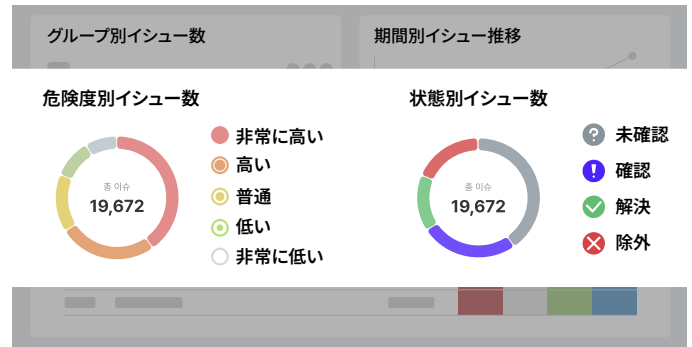 グループ別イシュー数
期間別イシュー推移
危険度別イシュー数
状態別イシュー数
총 이슈
19,672
非常に高い
高い
普通
低い
非常に低い
총 이슈
19,672
未確認
確認
解決
除外